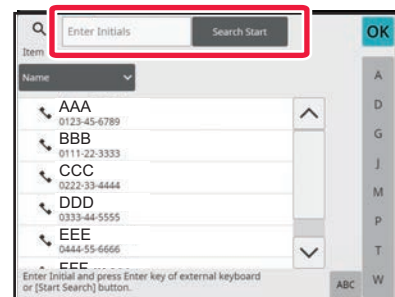 Enter Initials
Search Start
OK
Item
Name
AAA
0123-45-6789
BBB
0111-22-3333
CCC
0222-33-4444
DDD
0333-44-5555
EEE
0444-55-6666
Enter Initial and press Enter key of external keyboard
or [Start Search] button.
ABC
A
D
G
J
M
P
T
W